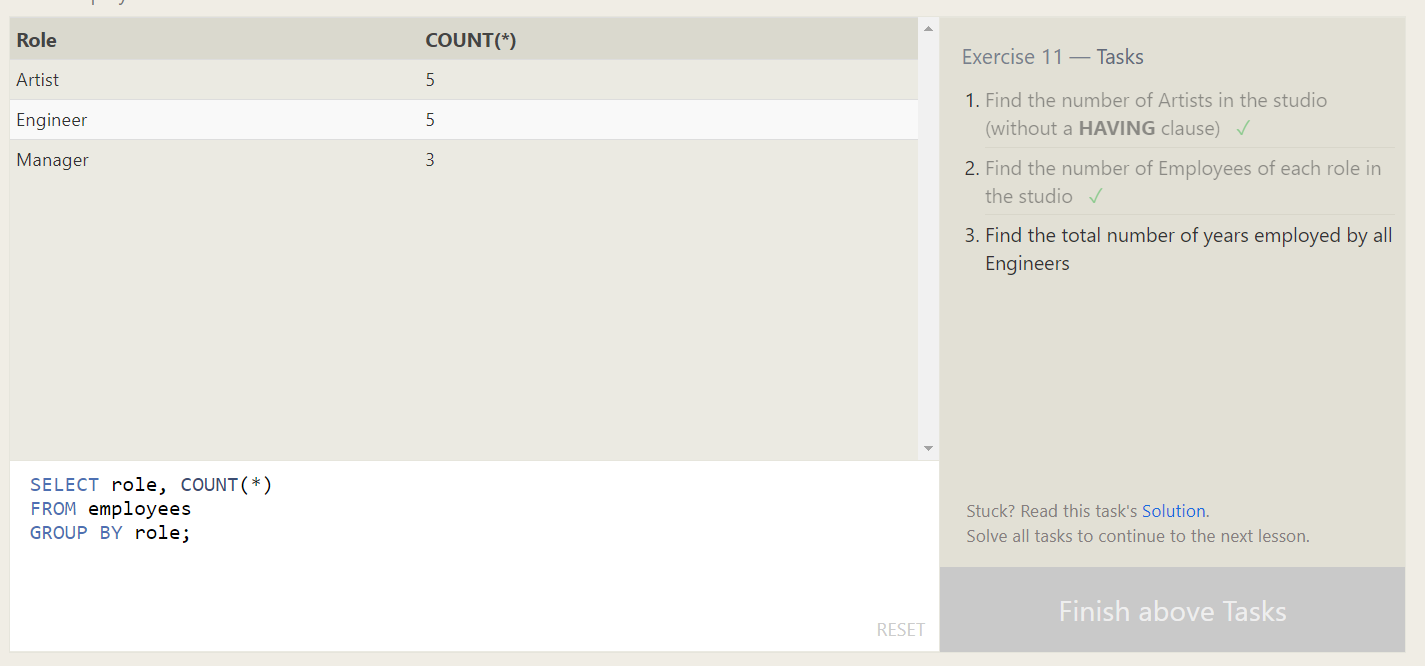 Role COUNT(*)
Artist 5
Engineer 5
Manager 3
SELECT role, COUNT(*)
FROM employees
GROUP BY role;
RESET
Exercise 11 — Tasks
1. Find the number of Artists in the studio
(without a HAVING clause) ✓
2. Find the number of Employees of each role in
the studio ✓
3. Find the total number of years employed by all
Engineers
Stuck? Read this task's Solution.
Solve all tasks to continue to the next lesson.
Finish above Tasks